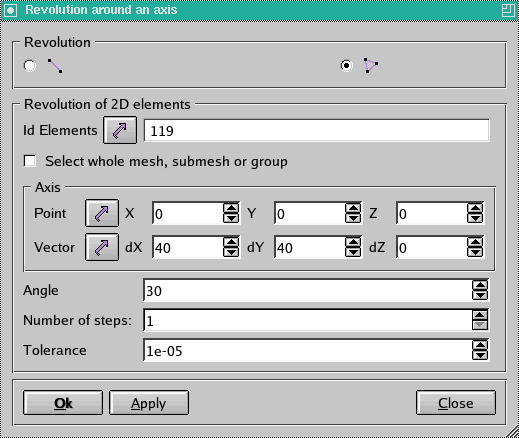 Revolution around an axis
Revolution
Revolution of 2D elements
Id Elements 119
Select whole mesh, submesh or group
Axis
Point X 0 Y 0 Z 0
Vector dX 40 dY 40 dZ 0
Angle 30
Number of steps: 1
Tolerance 1e-05
Ok Apply Close